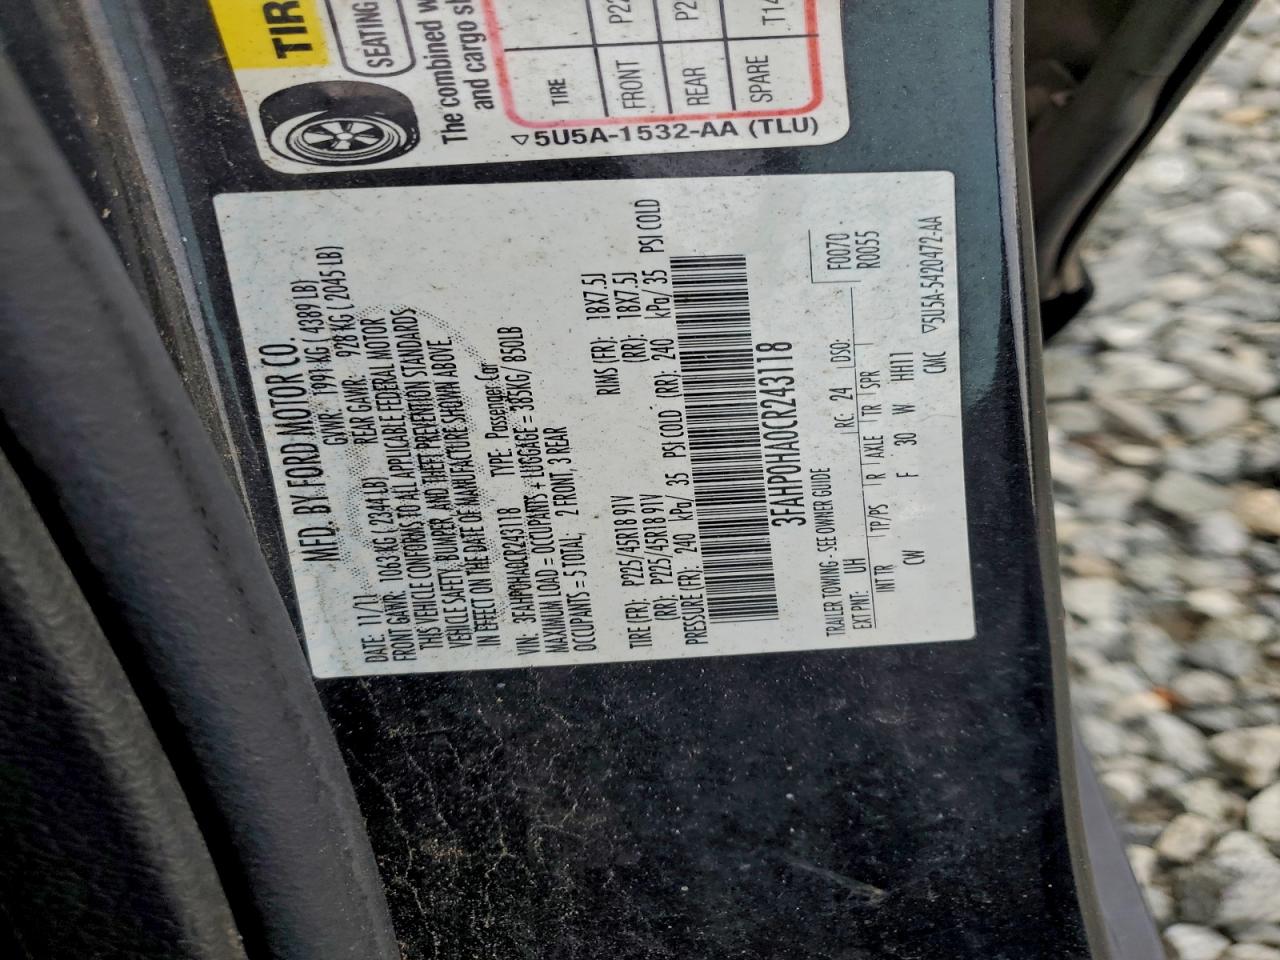 TIR
SEATING
The combined w
and cargo sh
TIRE
FRONT P22
REAR P2
SPARE T14
▽5U5A-1532-AA (TLU)
MFD. BY FORD MOTOR CO.
DATE: 11/11 GVWR: 1991 KG ( 4389 LB)
FRONT GAWR: 1063 KG ( 2344 LB) REAR GAWR: 928 KG ( 2045 LB)
THIS VEHICLE CONFORMS TO ALL APPLICABLE FEDERAL MOTOR
VEHICLE SAFETY, BUMPER, AND THEFT PREVENTION STANDARDS
IN EFFECT ON THE DATE OF MANUFACTURE SHOWN ABOVE.
VIN: 3FAHP0HA0CR243118 TYPE: Passenger Car
MAXIMUM LOAD = OCCUPANTS + LUGGAGE = 385KG/ 850LB
OCCUPANTS = 5 TOTAL; 2 FRONT, 3 REAR
TIRE (FR): P225/45R18 91V RIMS (FR): 18X7.5J
(RR): P225/45R18 91V (RR): 18X7.5J
PRESSURE (FR): 240 kPa/ 35 PSI COLD (RR): 240 kPa/ 35 PSI COLD
3FAHP0HA0CR243118
F0070
R0055
TRAILER TOWING - SEE OWNER GUIDE
EXT PNT: UH RC: 24 DSO:
INT TR TP/PS R AXLE TR SPR
CW F 30 W HH11
CMC ▽5U5A-5420472-AA